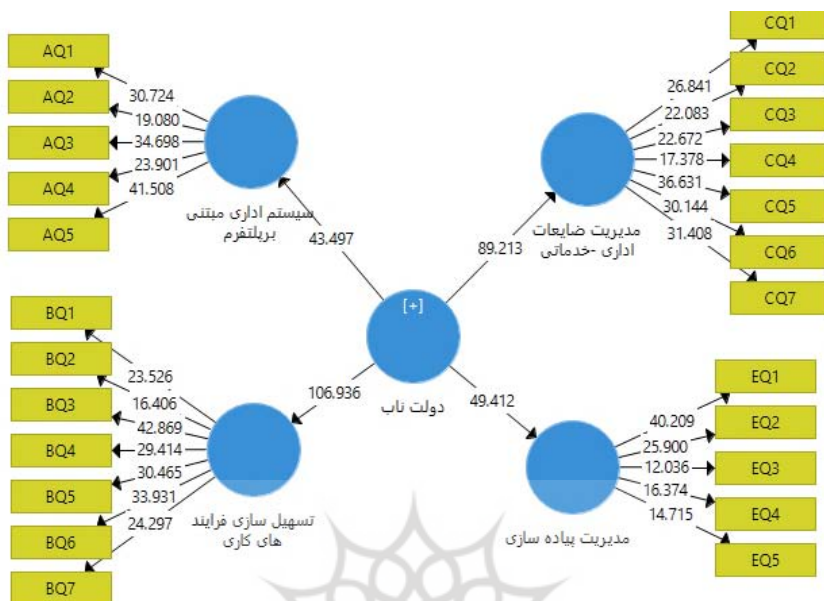 AQ1
AQ2
AQ3
AQ4
AQ5
30.724
19.080
34.698
23.901
41.508
سیستم اداری مبتنی
برپلتفرم
43.497
CQ1
CQ2
CQ3
CQ4
CQ5
CQ6
CQ7
26.841
22.083
22.672
17.378
36.631
30.144
31.408
مدیریت ضایعات
اداری -خدماتی
89.213
[+]
دولت ناب
BQ1
BQ2
BQ3
BQ4
BQ5
BQ6
BQ7
23.526
16.406
42.869
29.414
30.465
33.931
24.297
تسهیل سازی فرایند
های کاری
106.936
EQ1
EQ2
EQ3
EQ4
EQ5
40.209
25.900
12.036
16.374
14.715
مدیریت پیاده سازی
49.412